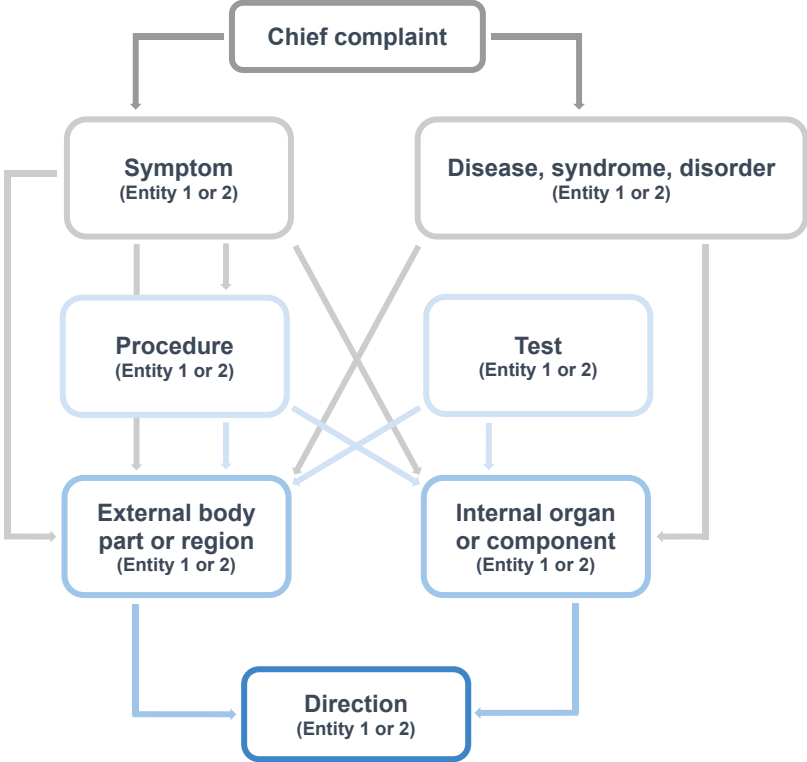 Chief complaint
Symptom
(Entity 1 or 2)
Disease, syndrome, disorder
(Entity 1 or 2)
Procedure
(Entity 1 or 2)
Test
(Entity 1 or 2)
External body
part or region
(Entity 1 or 2)
Internal organ
or component
(Entity 1 or 2)
Direction
(Entity 1 or 2)